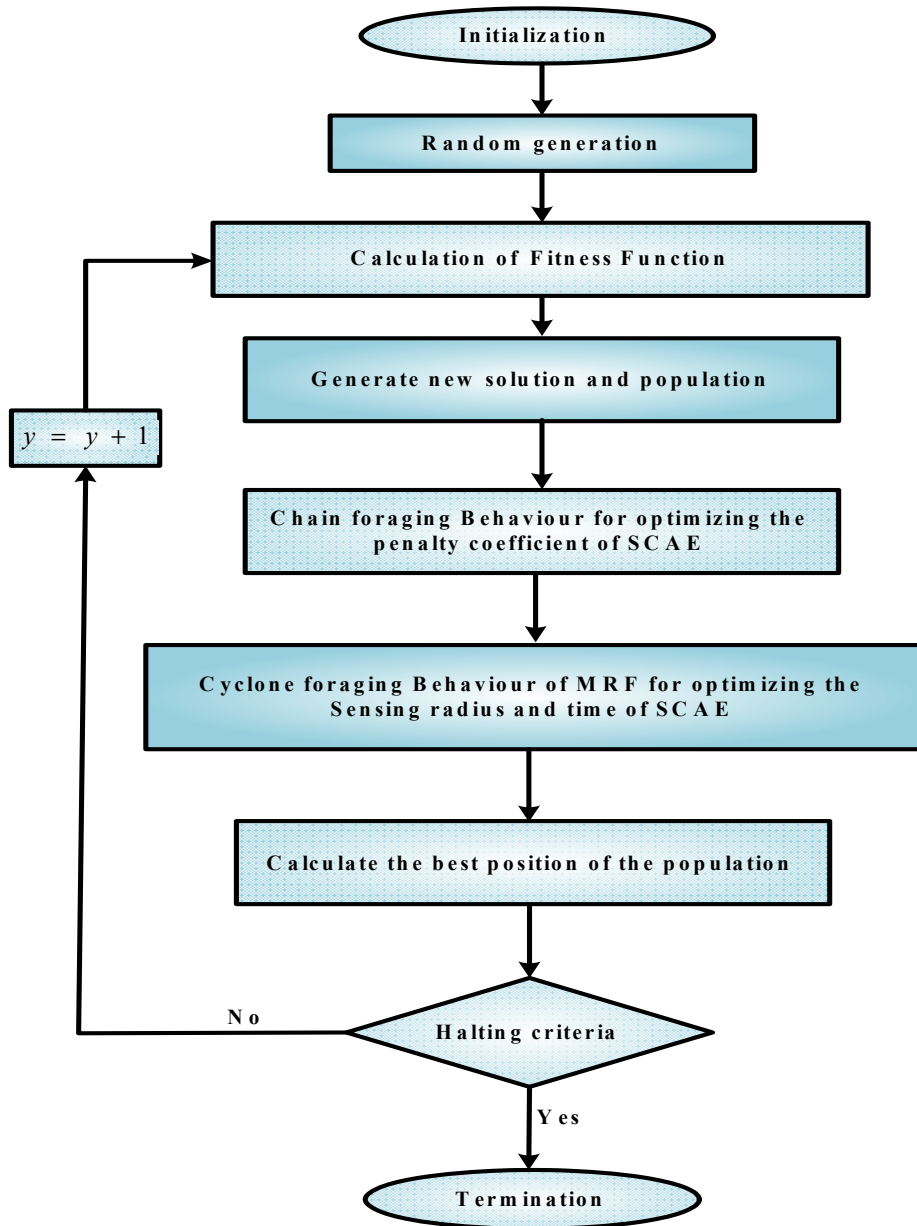 Initialization
Random generation
Calculation of Fitness Function
Generate new solution and population
y = y + 1
Chain foraging Behaviour for optimizing the
penalty coefficient of SCAE
Cyclone foraging Behaviour of MRF for optimizing the
Sensing radius and time of SCAE
Calculate the best position of the population
No
Halting criteria
Yes
Termination